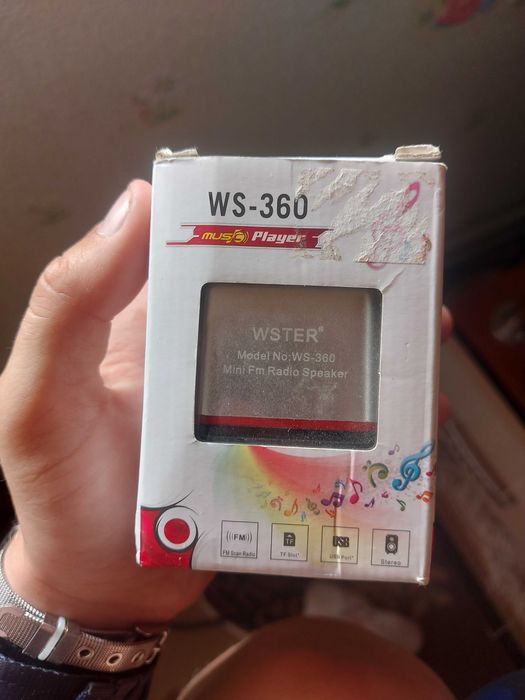 WS-360
music Player
WSTER®
Model No:WS-360
Mini Fm Radio Speaker
((FM)) TF USB
FM Scan Radio TF Slot* USB Port* Stereo